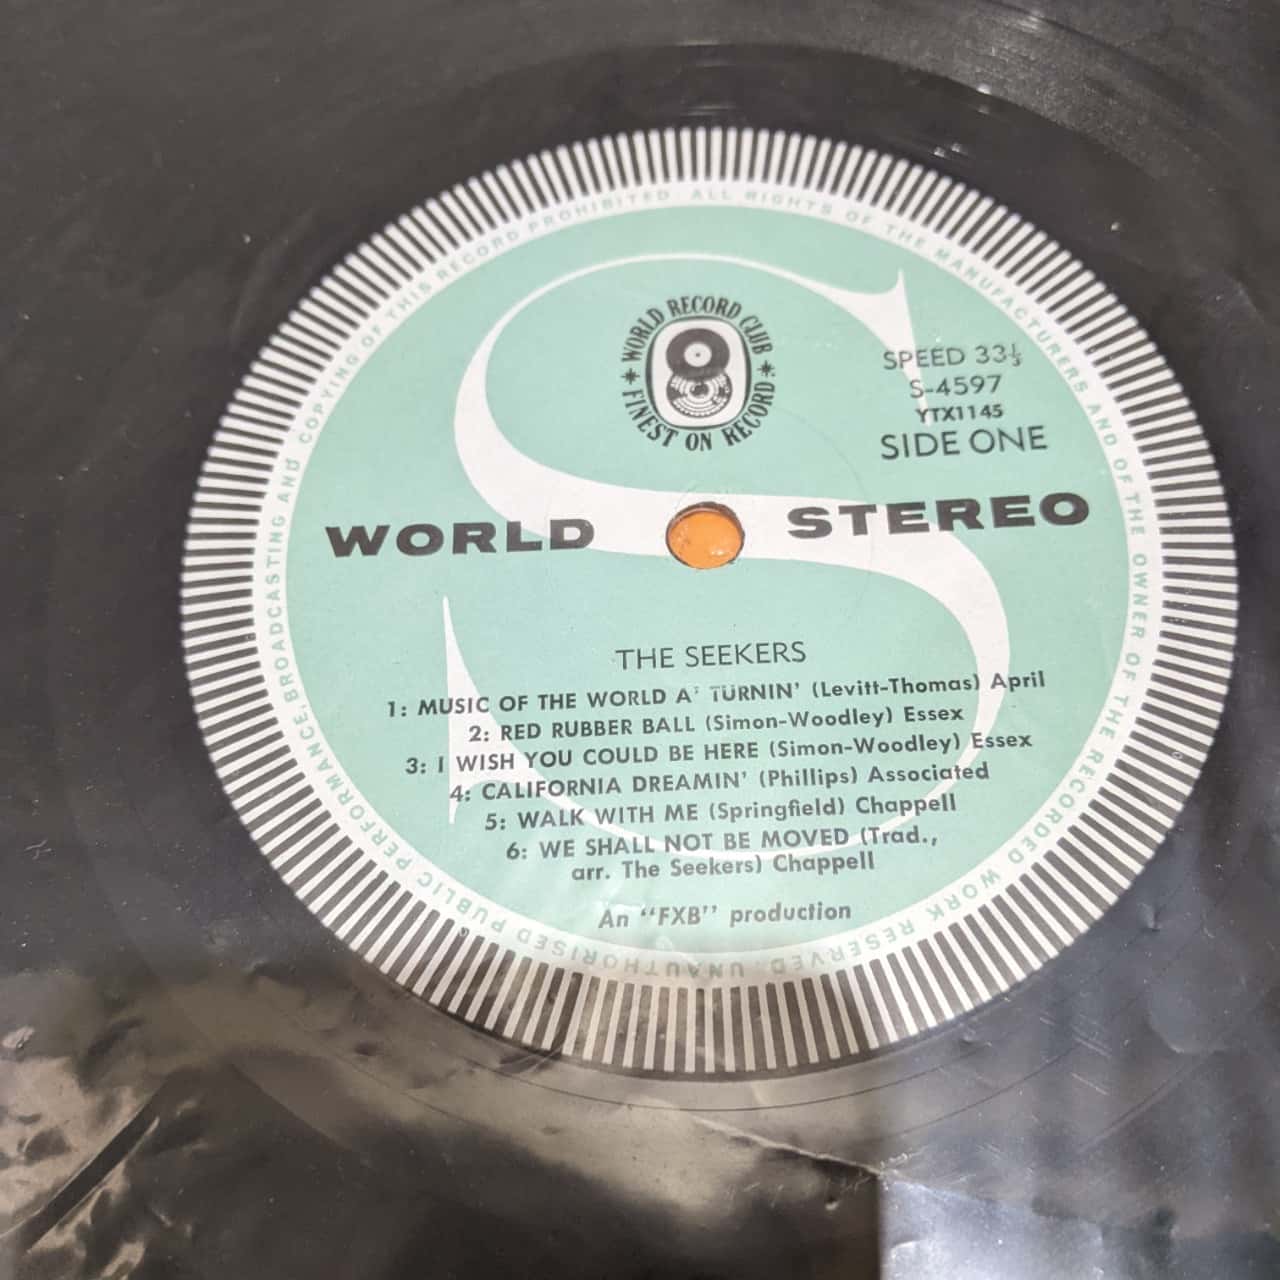 WORLD RECORD CLUB
* FINEST ON RECORD *
SPEED 33⅓
S-4597
YTX1145
SIDE ONE
WORLD STEREO
THE SEEKERS
1: MUSIC OF THE WORLD A' TURNIN' (Levitt-Thomas) April
2: RED RUBBER BALL (Simon-Woodley) Essex
3: I WISH YOU COULD BE HERE (Simon-Woodley) Essex
4: CALIFORNIA DREAMIN' (Phillips) Associated
5: WALK WITH ME (Springfield) Chappell
6: WE SHALL NOT BE MOVED (Trad.,
arr. The Seekers) Chappell
An "FXB" production
ALL RIGHTS OF THE MANUFACTURERS AND OF THE OWNER OF THE RECORDED WORK RESERVED. UNAUTHORISED PUBLIC PERFORMANCE, BROADCASTING AND COPYING OF THIS RECORD PROHIBITED.